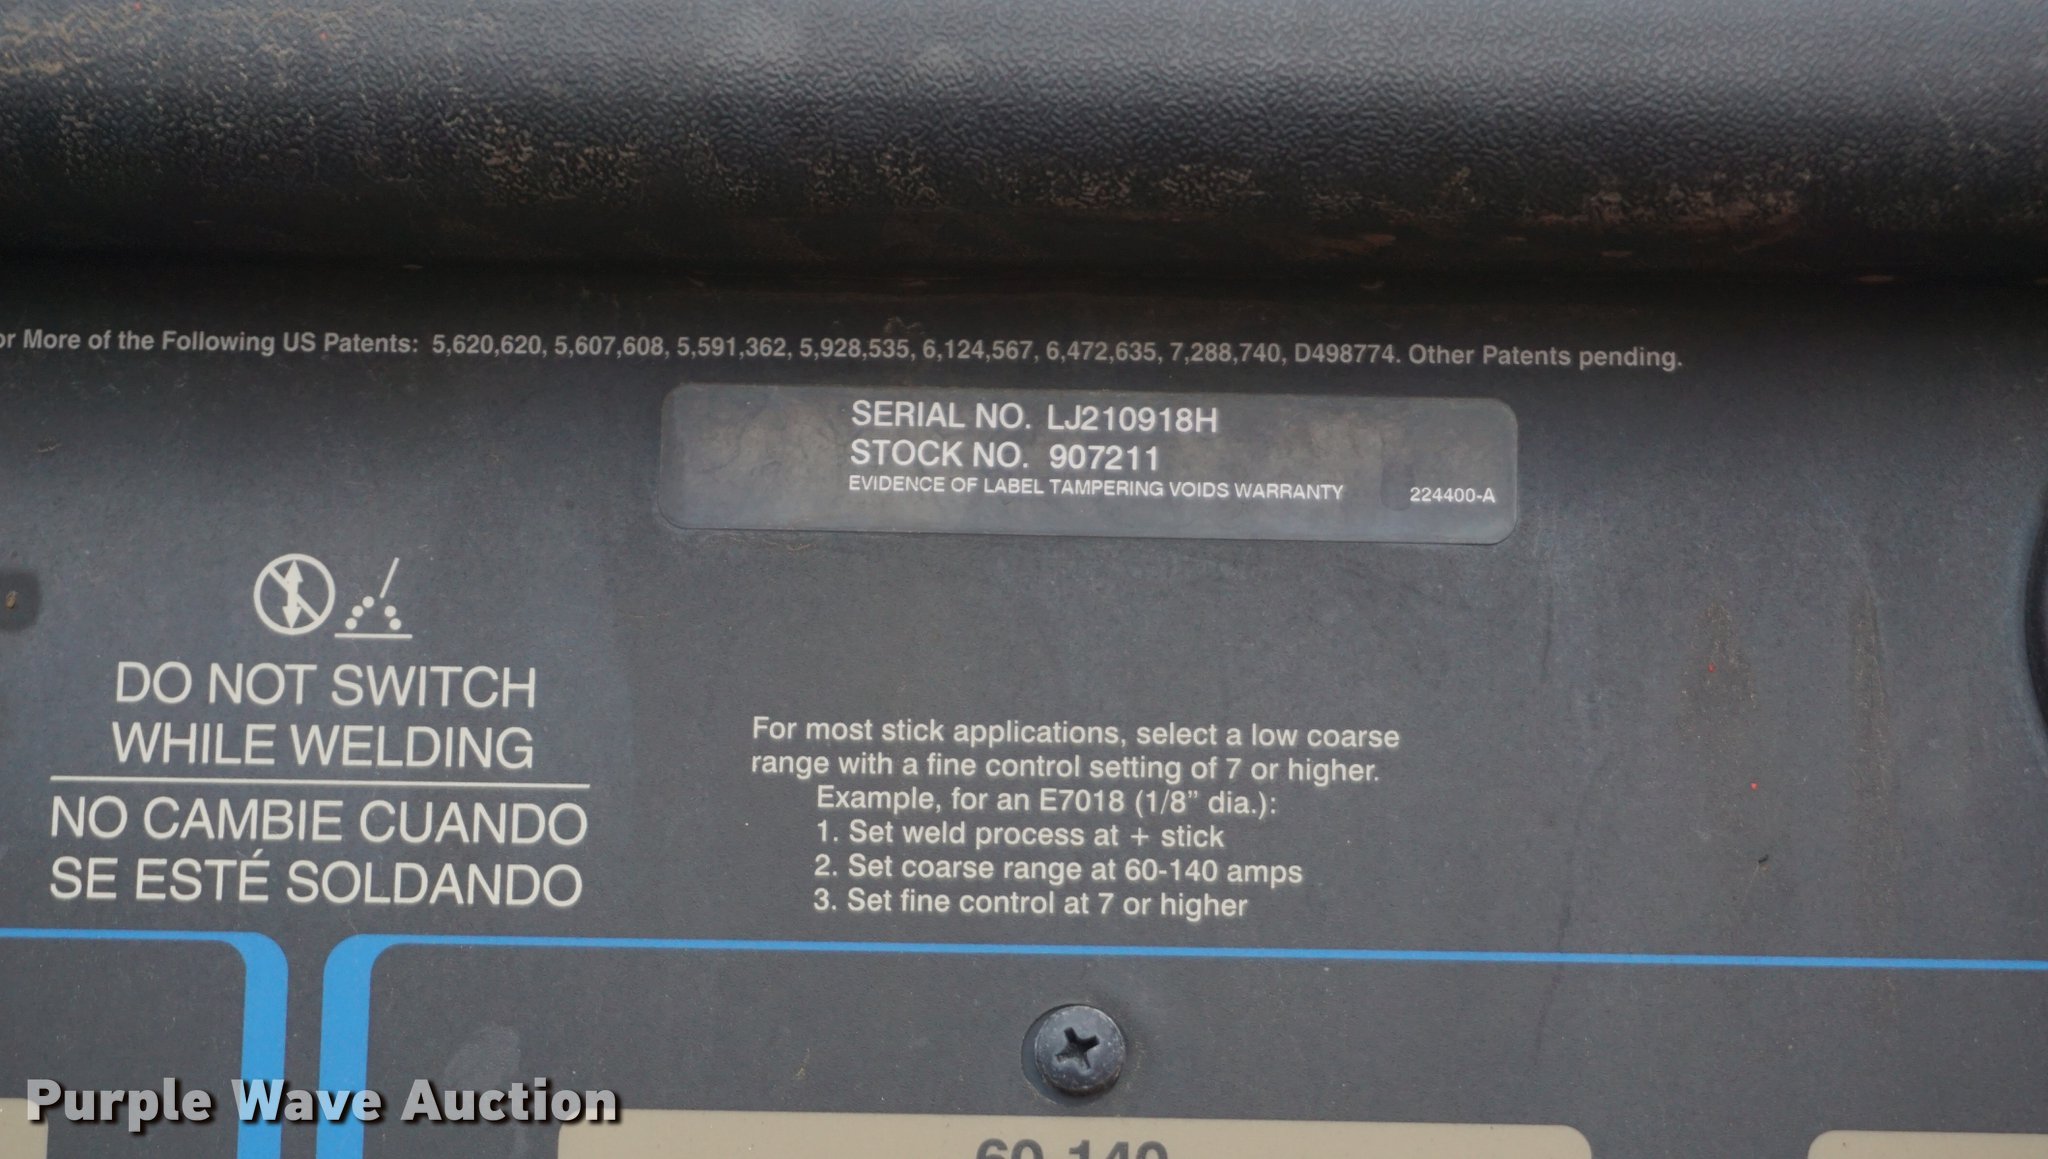 or More of the Following US Patents: 5,620,620, 5,607,608, 5,591,362, 5,928,535, 6,124,567, 6,472,635, 7,288,740, D498774. Other Patents pending.
SERIAL NO. LJ210918H
STOCK NO. 907211
EVIDENCE OF LABEL TAMPERING VOIDS WARRANTY 224400-A
DO NOT SWITCH
WHILE WELDING
NO CAMBIE CUANDO
SE ESTÉ SOLDANDO
For most stick applications, select a low coarse
range with a fine control setting of 7 or higher.
Example, for an E7018 (1/8” dia.):
1. Set weld process at + stick
2. Set coarse range at 60-140 amps
3. Set fine control at 7 or higher
60-140
Purple Wave Auction